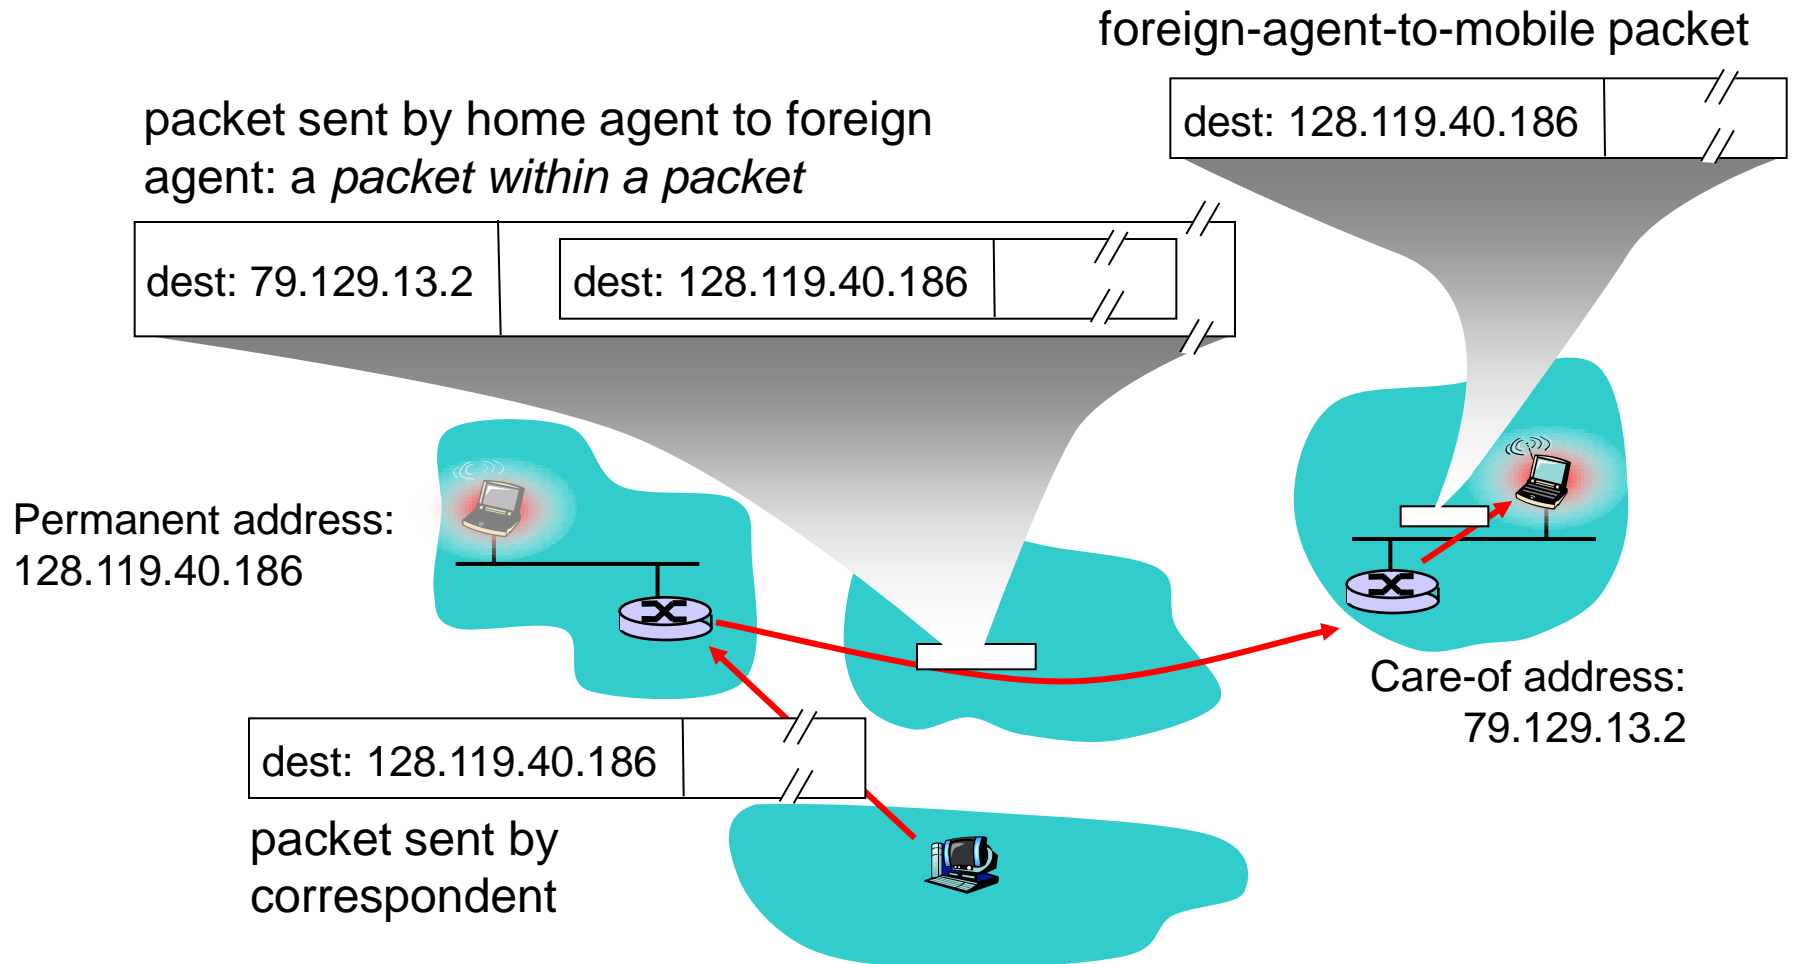 foreign-agent-to-mobile packet
dest: 128.119.40.186
packet sent by home agent to foreign
agent: a packet within a packet
dest: 79.129.13.2
dest: 128.119.40.186
Permanent address:
128.119.40.186
Care-of address:
79.129.13.2
dest: 128.119.40.186
packet sent by
correspondent